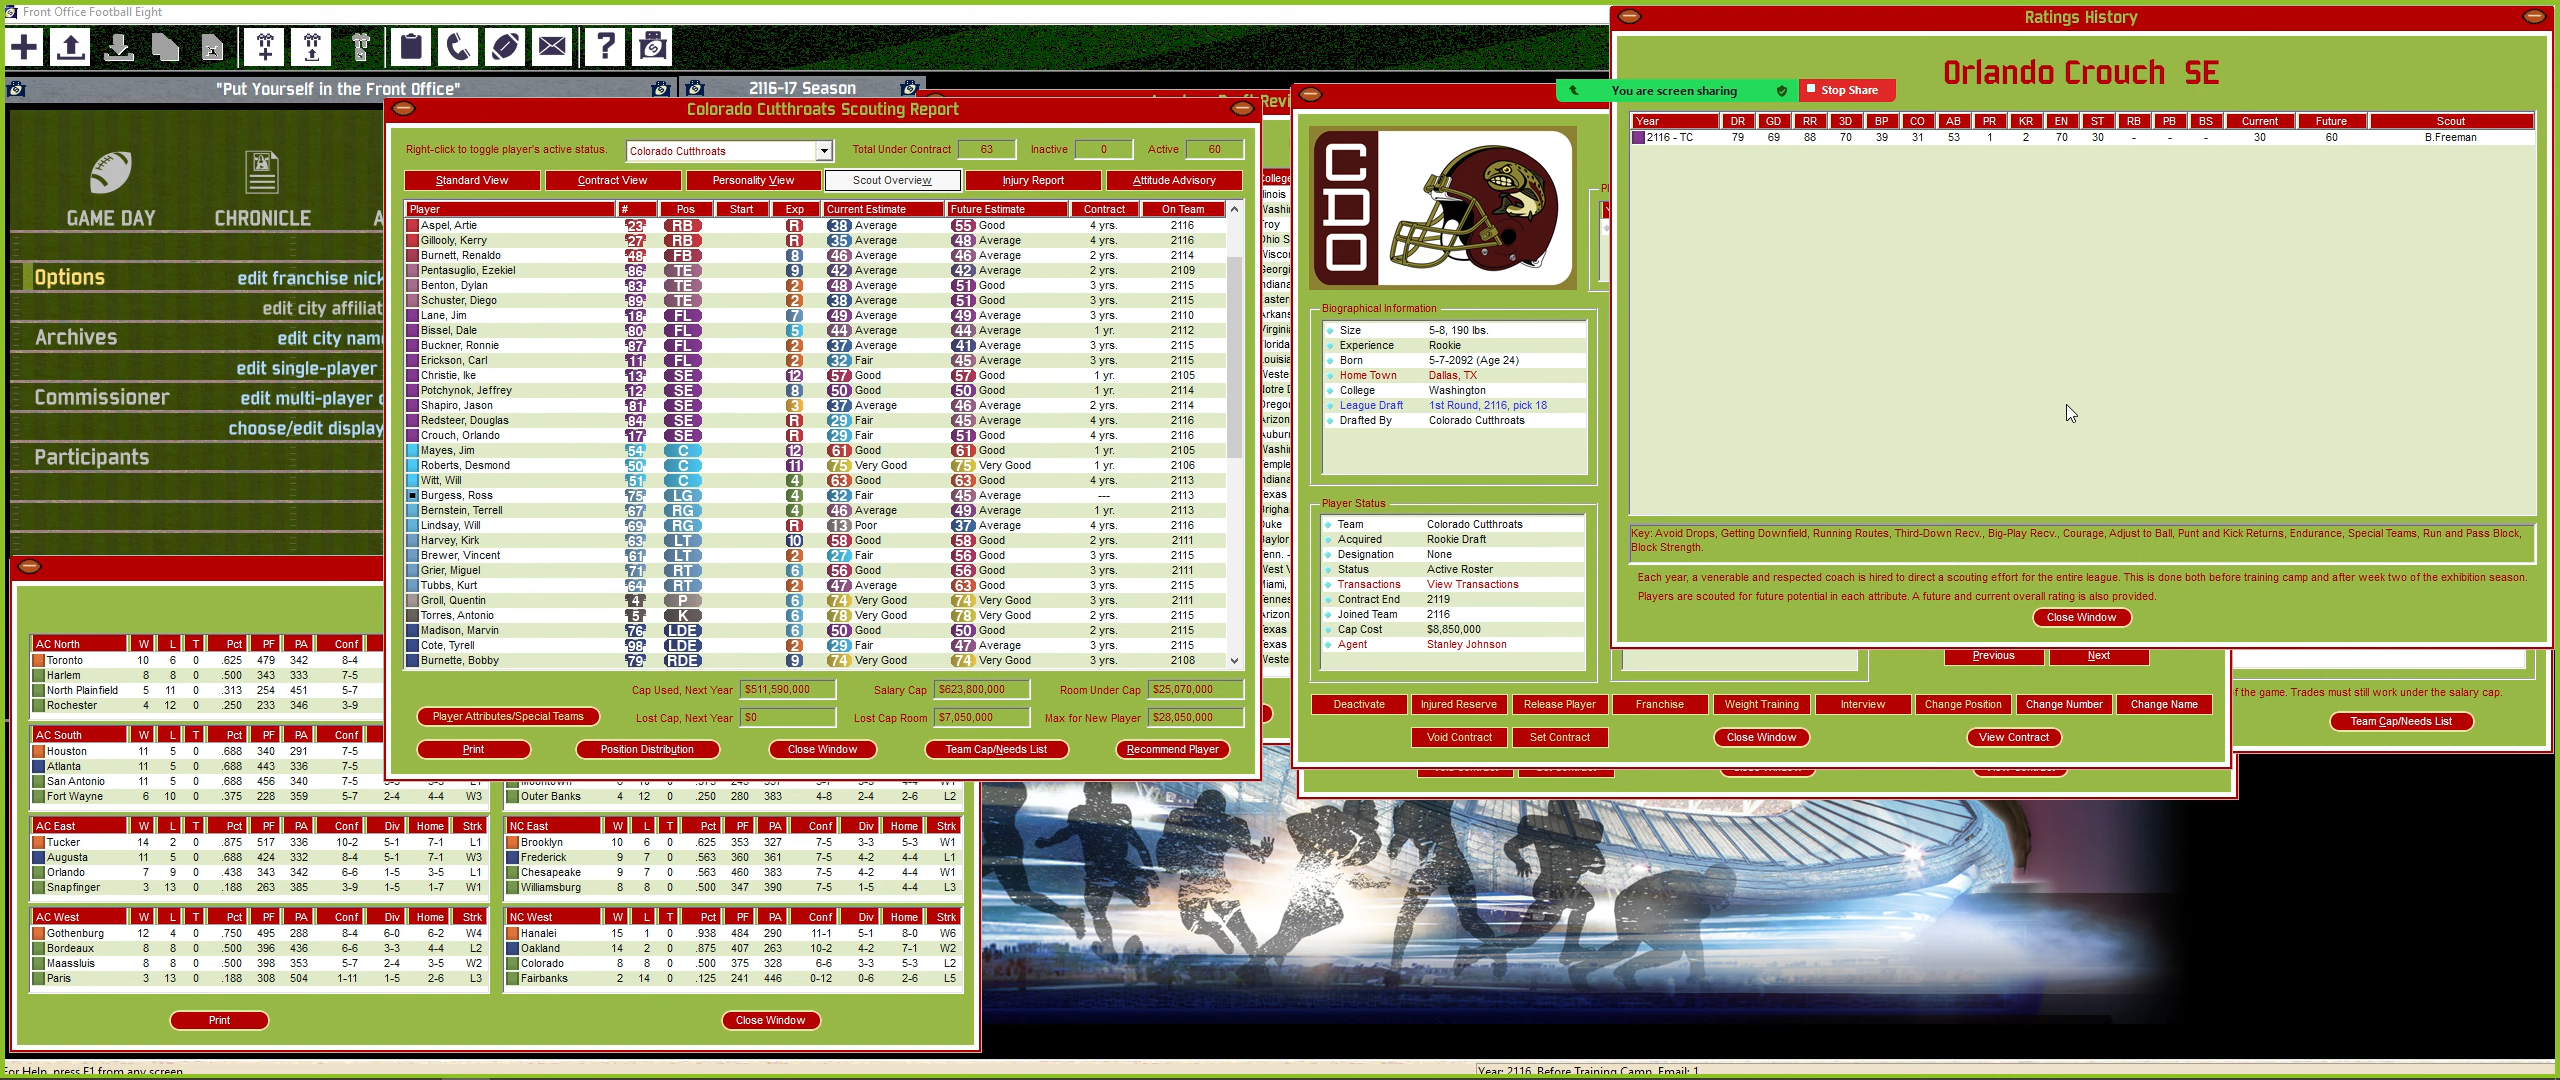 Front Office Football Eight
"Put Yourself in the Front Office"
2116-17 Season
GAME DAY
CHRONICLE
Options
Archives
Commissioner
Participants
edit franchise nick
edit city affiliat
edit city nam
edit single-player
edit multi-player
choose/edit display
Colorado Cutthroats Scouting Report
Right-click to toggle player's active status.
Colorado Cutthroats
Total Under Contract 63 Inactive 0 Active 60
Standard View Contract View Personality View Scout Overview Injury Report Attitude Advisory
Player # Pos Start Exp Current Estimate Future Estimate Contract On Team
Aspel, Artie 23 RB R 38 Average 55 Good 4 yrs. 2116
Gillooly, Kerry 27 RB R 35 Average 48 Average 4 yrs. 2116
Burnett, Renaldo 48 FB 8 46 Average 46 Average 2 yrs. 2114
Pentasuglio, Ezekiel 86 TE 9 42 Average 42 Average 2 yrs. 2109
Benton, Dylan 83 TE 2 48 Average 51 Good 3 yrs. 2115
Schuster, Diego 89 TE 2 38 Average 51 Good 3 yrs. 2115
Lane, Jim 18 FL 7 49 Average 49 Average 3 yrs. 2110
Bissel, Dale 80 FL 5 44 Average 44 Average 1 yr. 2112
Buckner, Ronnie 87 FL 2 37 Average 41 Average 3 yrs. 2115
Erickson, Carl 11 FL 2 32 Fair 45 Average 3 yrs. 2115
Christie, Ike 13 SE 12 57 Good 57 Good 1 yr. 2105
Potchynok, Jeffrey 12 SE 8 50 Good 50 Good 1 yr. 2114
Shapiro, Jason 81 SE 3 37 Average 46 Average 2 yrs. 2114
Redsteer, Douglas 84 SE R 29 Fair 45 Average 4 yrs. 2116
Crouch, Orlando 17 SE R 29 Fair 51 Good 4 yrs. 2116
Mayes, Jim 54 C 12 61 Good 61 Good 1 yr. 2105
Roberts, Desmond 50 C 11 75 Very Good 75 Very Good 1 yr. 2106
Witt, Will 51 C 4 63 Good 63 Good 4 yrs. 2113
Burgess, Ross 75 LG 4 32 Fair 45 Average --- 2113
Bernstein, Terrell 67 RG 4 46 Average 49 Average 1 yr. 2113
Lindsay, Will 69 RG R 13 Poor 37 Average 4 yrs. 2116
Harvey, Kirk 63 LT 10 58 Good 58 Good 2 yrs. 2111
Brewer, Vincent 61 LT 2 27 Fair 56 Good 3 yrs. 2115
Grier, Miguel 71 RT 6 56 Good 56 Good 3 yrs. 2111
Tubbs, Kurt 64 RT 2 47 Average 63 Good 3 yrs. 2115
Groll, Quentin 4 P 6 74 Very Good 74 Very Good 3 yrs. 2111
Torres, Antonio 5 K 6 78 Very Good 78 Very Good 2 yrs. 2115
Madison, Marvin 76 LDE 6 50 Good 50 Good 2 yrs. 2115
Cote, Tyrell 98 LDE 2 29 Fair 47 Average 3 yrs. 2115
Burnette, Bobby 79 RDE 9 74 Very Good 74 Very Good 3 yrs. 2108
Cap Used, Next Year $511,590,000 Salary Cap $623,800,000 Room Under Cap $25,070,000
Player Attributes/Special Teams Lost Cap, Next Year $0 Lost Cap Room $7,050,000 Max for New Player $28,050,000
Print Position Distribution Close Window Team Cap/Needs List Recommend Player
CDO
Biographical Information
Size 5-8, 190 lbs.
Experience Rookie
Born 5-7-2092 (Age 24)
Home Town Dallas, TX
College Washington
League Draft 1st Round, 2116, pick 18
Drafted By Colorado Cutthroats
Player Status
Team Colorado Cutthroats
Acquired Rookie Draft
Designation None
Status Active Roster
Transactions View Transactions
Contract End 2119
Joined Team 2116
Cap Cost $8,850,000
Agent Stanley Johnson
Previous Next
Deactivate Injured Reserve Release Player Franchise Weight Training Interview Change Position Change Number Change Name
Void Contract Set Contract Close Window View Contract
of the game. Trades must still work under the salary cap.
Team Cap/Needs List
You are screen sharing
Stop Share
Ratings History
Orlando Crouch SE
Year DR GD RR 3D BP CO AB PR KR EN ST RB PB BS Current Future Scout
2116 - TC 79 69 88 70 39 31 53 1 2 70 30 - - - 30 60 B.Freeman
Key: Avoid Drops, Getting Downfield, Running Routes, Third-Down Recv., Big-Play Recv., Courage, Adjust to Ball, Punt and Kick Returns, Endurance, Special Teams, Run and Pass Block,
Block Strength.
Each year, a venerable and respected coach is hired to direct a scouting effort for the entire league. This is done both before training camp and after week two of the exhibition season.
Players are scouted for future potential in each attribute. A future and current overall rating is also provided.
Close Window
AC North W L T Pct PF PA Conf
Toronto 10 6 0 .625 479 342 8-4
Harlem 8 8 0 .500 343 333 7-5
North Plainfield 5 11 0 .313 254 451 5-7
Rochester 4 12 0 .250 233 346 3-9
AC South W L T Pct PF PA Conf
Houston 11 5 0 .688 340 291 7-5
Atlanta 11 5 0 .688 443 336 7-5
San Antonio 11 5 0 .688 456 340 7-5
Fort Wayne 6 10 0 .375 228 359 5-7 2-4 4-4 W3
Outer Banks 4 12 0 .250 280 383 4-8 2-4 2-6 L2
AC East W L T Pct PF PA Conf Div Home Strk
Tucker 14 2 0 .875 517 336 10-2 5-1 7-1 L1
Augusta 11 5 0 .688 424 332 8-4 5-1 7-1 W3
Orlando 7 9 0 .438 343 342 6-6 1-5 3-5 L1
Snapfinger 3 13 0 .188 263 385 3-9 1-5 1-7 W1
NC East W L T Pct PF PA Conf Div Home Strk
Brooklyn 10 6 0 .625 353 327 7-5 3-3 5-3 W1
Frederick 9 7 0 .563 360 361 7-5 4-2 4-4 L1
Chesapeake 9 7 0 .563 460 383 7-5 4-2 4-4 W1
Williamsburg 8 8 0 .500 347 390 7-5 1-5 4-4 L3
AC West W L T Pct PF PA Conf Div Home Strk
Gothenburg 12 4 0 .750 495 288 8-4 6-0 6-2 W4
Bordeaux 8 8 0 .500 396 436 6-6 3-3 4-4 L2
Maassluis 8 8 0 .500 398 353 5-7 2-4 3-5 W2
Paris 3 13 0 .188 308 504 1-11 1-5 2-6 L3
NC West W L T Pct PF PA Conf Div Home Strk
Hanalei 15 1 0 .938 484 290 11-1 5-1 8-0 W6
Oakland 14 2 0 .875 407 263 10-2 4-2 7-1 W2
Colorado 8 8 0 .500 375 328 6-6 3-3 5-3 L2
Fairbanks 2 14 0 .125 241 446 0-12 0-6 2-6 L5
Print Close Window
For Help, press F1 from any screen
Year: 2116, Before Training Camp, Email: 1